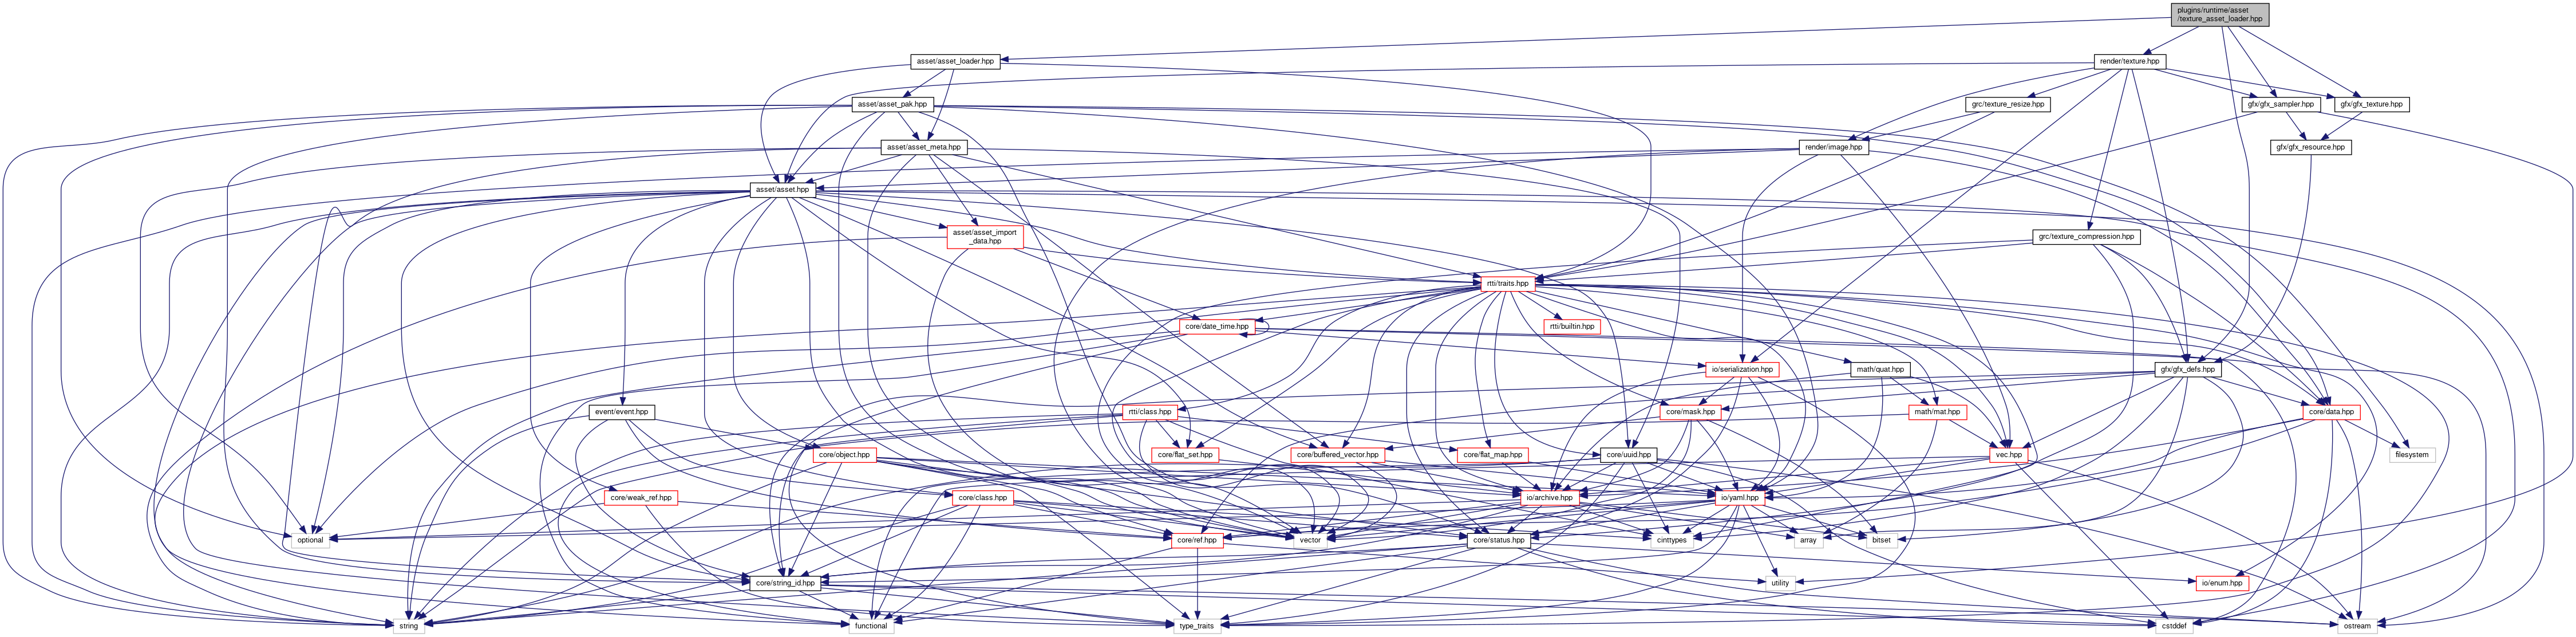 plugins/runtime/asset
/texture_asset_loader.hpp
asset/asset_loader.hpp
render/texture.hpp
asset/asset_pak.hpp
grc/texture_resize.hpp
gfx/gfx_sampler.hpp
gfx/gfx_texture.hpp
asset/asset_meta.hpp
render/image.hpp
gfx/gfx_resource.hpp
asset/asset.hpp
asset/asset_import
_data.hpp
grc/texture_compression.hpp
rtti/traits.hpp
core/date_time.hpp
rtti/builtin.hpp
io/serialization.hpp
math/quat.hpp
gfx/gfx_defs.hpp
event/event.hpp
rtti/class.hpp
core/mask.hpp
math/mat.hpp
core/data.hpp
core/object.hpp
core/flat_set.hpp
core/buffered_vector.hpp
core/flat_map.hpp
core/uuid.hpp
vec.hpp
filesystem
core/weak_ref.hpp
core/class.hpp
io/archive.hpp
io/yaml.hpp
optional
core/ref.hpp
vector
core/status.hpp
cinttypes
array
bitset
core/string_id.hpp
utility
io/enum.hpp
string
functional
type_traits
cstddef
ostream